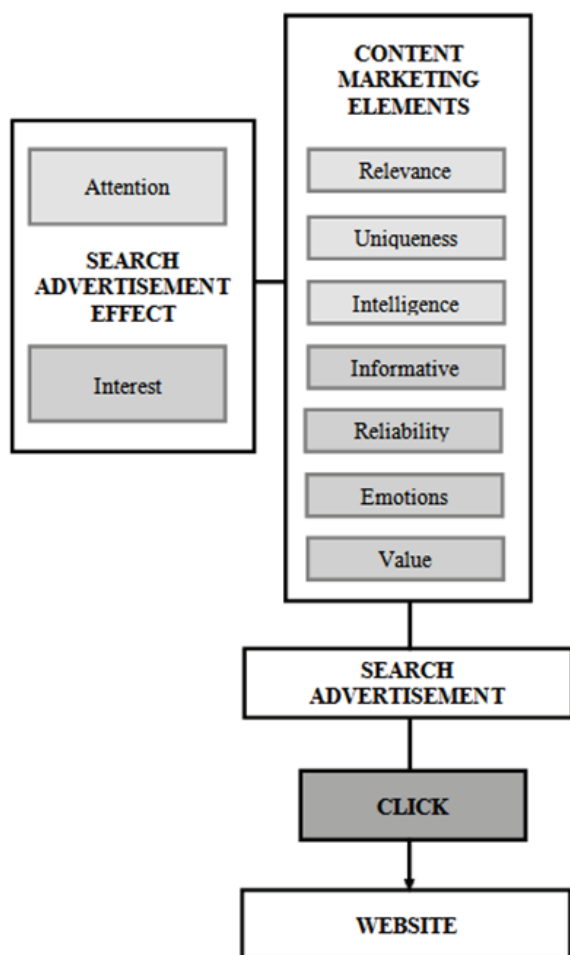 CONTENT
MARKETING
ELEMENTS
Relevance
Uniqueness
Intelligence
Informative
Reliability
Emotions
Value
Attention
SEARCH
ADVERTISEMENT
EFFECT
Interest
SEARCH
ADVERTISEMENT
CLICK
WEBSITE